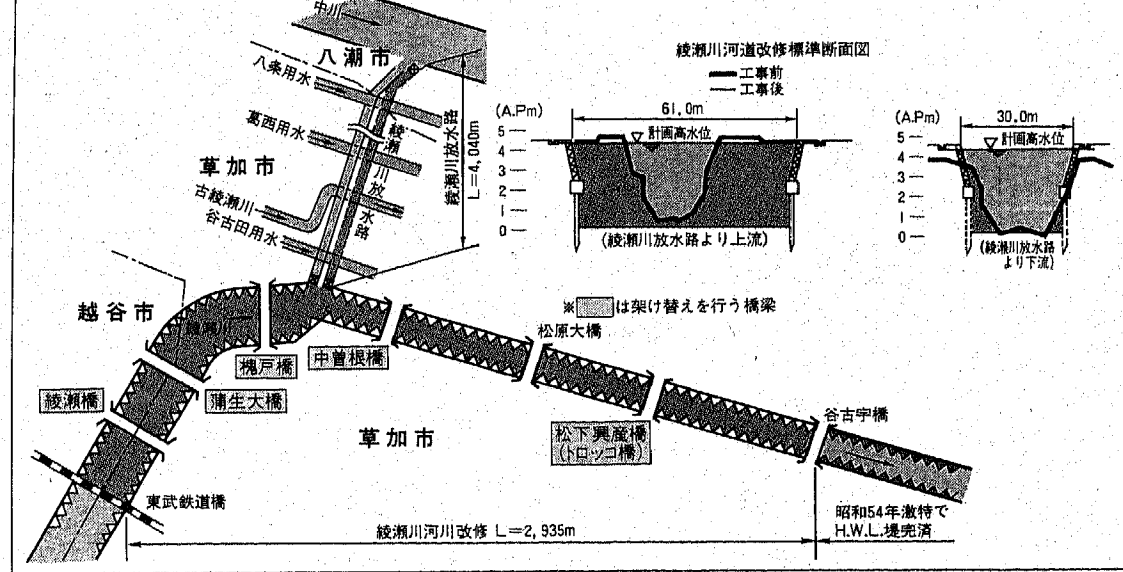 中川
八潮市
八条用水
葛西用水
草加市
古綾瀬川
谷古田用水
綾瀬川放水路
綾瀬川放水路
L=4,040m
綾瀬川河道改修標準断面図
工事前
工事後
(A.Pm)
61.0m
計画高水位
5
4
3
2
1
0
(綾瀬川放水路より上流)
(A.Pm)
30.0m
計画高水位
5
4
3
2
1
0
(綾瀬川放水路
より下流)
※ は架け替えを行う橋梁
越谷市
綾瀬川
槐戸橋
中曽根橋
松原大橋
綾瀬橋
蒲生大橋
草加市
松下興産橋
(トロッコ橋)
谷古宇橋
東武鉄道橋
綾瀬川河川改修 L=2,935m
昭和54年激特で
H.W.L.堤完済